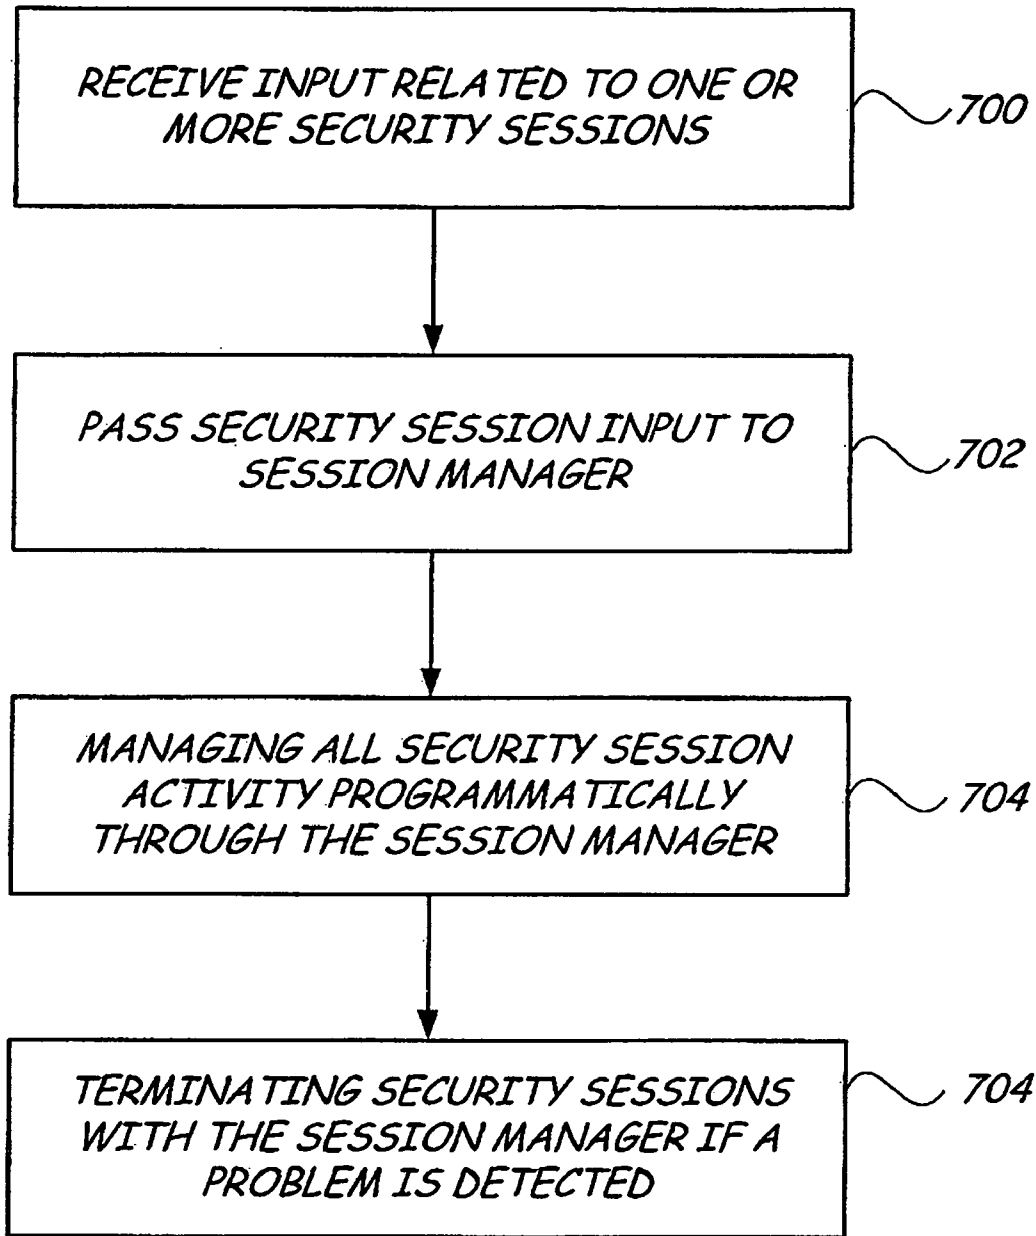 RECEIVE INPUT RELATED TO ONE OR
MORE SECURITY SESSIONS
700
PASS SECURITY SESSION INPUT TO
SESSION MANAGER
702
MANAGING ALL SECURITY SESSION
ACTIVITY PROGRAMMATICALLY
THROUGH THE SESSION MANAGER
704
TERMINATING SECURITY SESSIONS
WITH THE SESSION MANAGER IF A
PROBLEM IS DETECTED
704